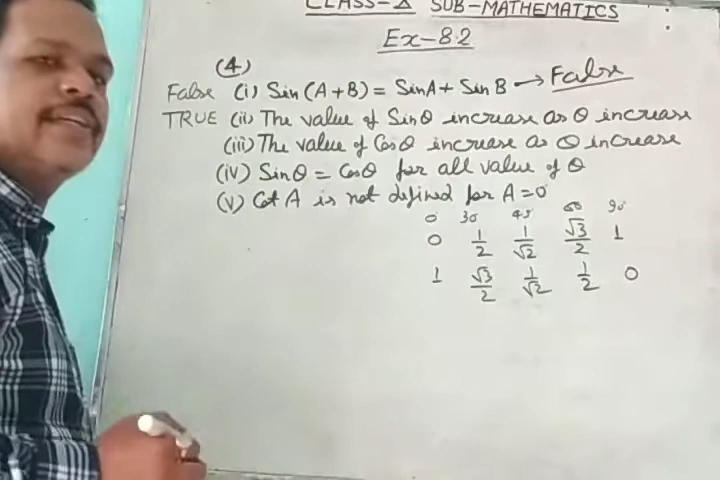 CLASS-X SUB-MATHEMATICS
Ex-8.2
(4)
False (i) Sin (A+B) = SinA + Sin B → False
TRUE (ii) The value of Sinθ increase as θ increase
(iii) The value of Cosθ increase as θ increase
(iv) Sinθ = Cosθ for all value of θ
(v) Cot A is not defined for A=0
0 30 45 60 90
0 1/2 1/√2 √3/2 1
1 √3/2 1/√2 1/2 0